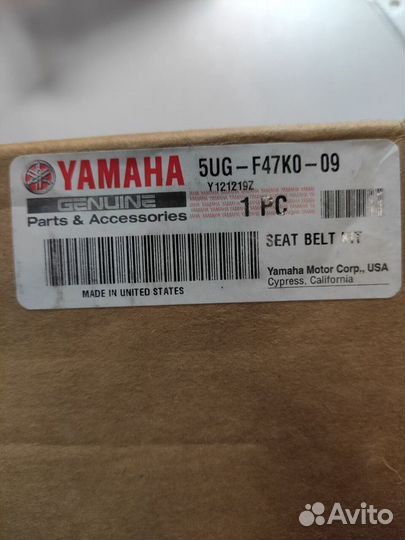 YAMAHA
GENUINE
Parts & Accessories
5UG-F47K0-09
Y121219Z
1 PC
SEAT BELT KIT
MADE IN UNITED STATES
Yamaha Motor Corp., USA
Cypress, California
Avito